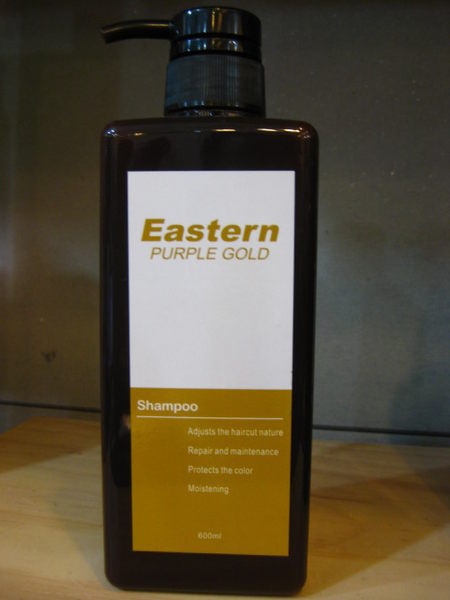 Eastern
PURPLE GOLD
Shampoo
Adjusts the haircut nature
Repair and maintenance
Protects the color
Moistening
600ml